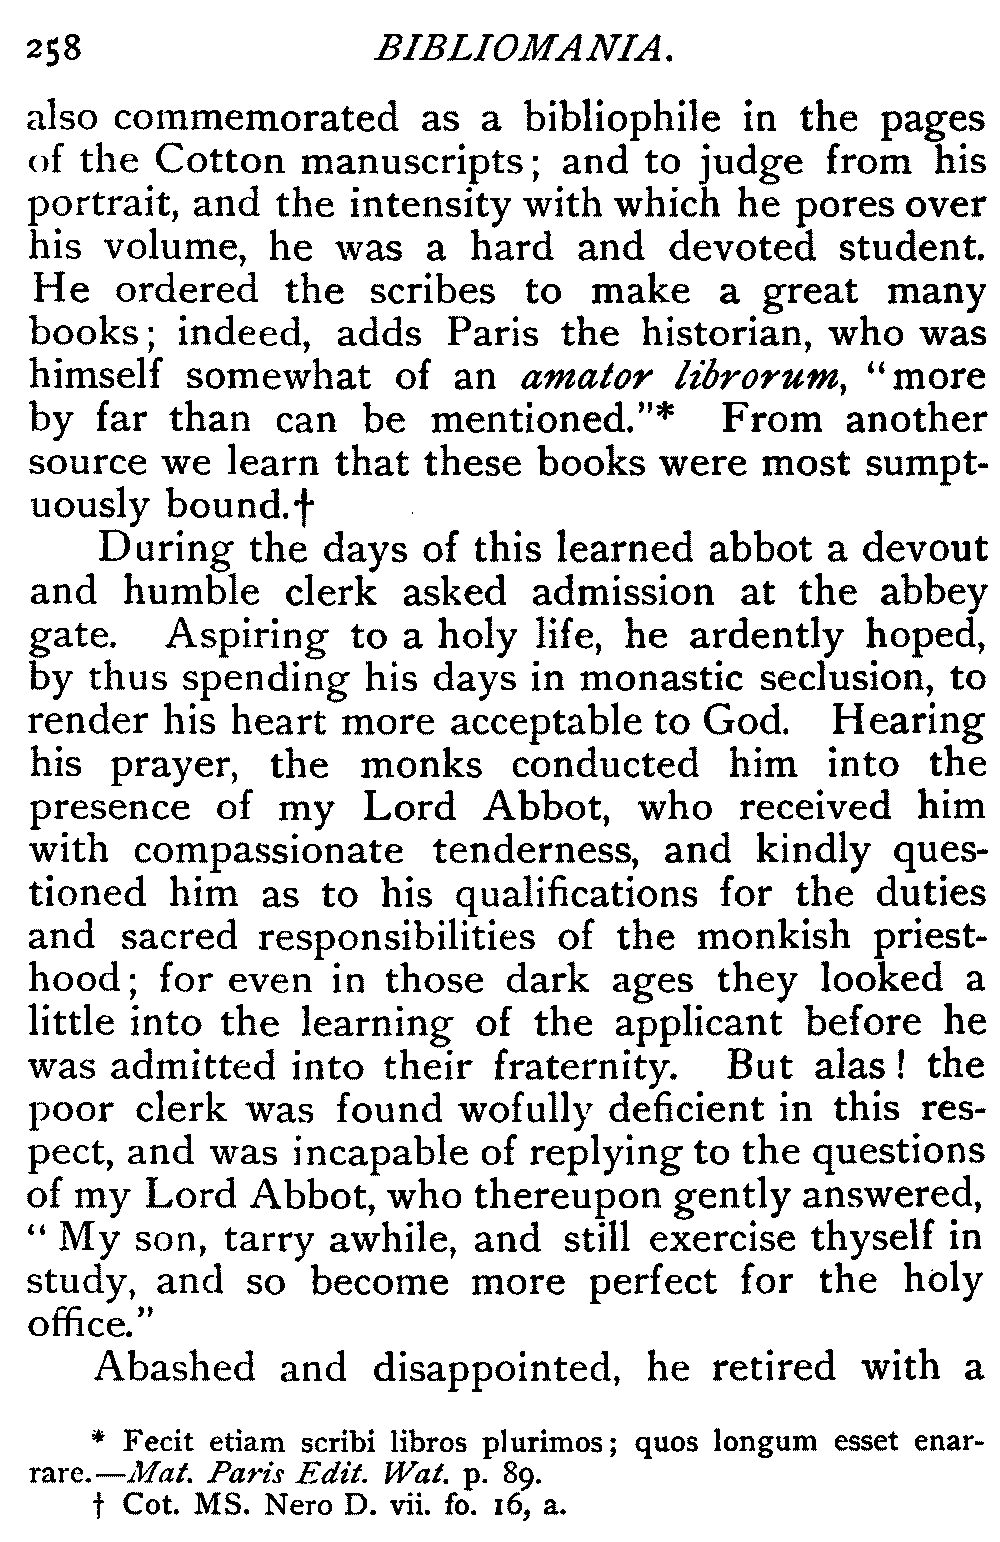 258 BIBLIOMANIA.
also commemorated as a bibliophile in the pages
of the Cotton manuscripts; and to judge from his
portrait, and the intensity with which he pores over
his volume, he was a hard and devoted student.
He ordered the scribes to make a great many
books; indeed, adds Paris the historian, who was
himself somewhat of an amator librorum, "more
by far than can be mentioned."* From another
source we learn that these books were most sumpt-
uously bound.†
During the days of this learned abbot a devout
and humble clerk asked admission at the abbey
gate. Aspiring to a holy life, he ardently hoped,
by thus spending his days in monastic seclusion, to
render his heart more acceptable to God. Hearing
his prayer, the monks conducted him into the
presence of my Lord Abbot, who received him
with compassionate tenderness, and kindly ques-
tioned him as to his qualifications for the duties
and sacred responsibilities of the monkish priest-
hood; for even in those dark ages they looked a
little into the learning of the applicant before he
was admitted into their fraternity. But alas! the
poor clerk was found wofully deficient in this res-
pect, and was incapable of replying to the questions
of my Lord Abbot, who thereupon gently answered,
"My son, tarry awhile, and still exercise thyself in
study, and so become more perfect for the holy
office."
Abashed and disappointed, he retired with a
* Fecit etiam scribi libros plurimos; quos longum esset enar-
rare.—Mat. Paris Edit. Wat. p. 89.
† Cot. MS. Nero D. vii. fo. 16, a.